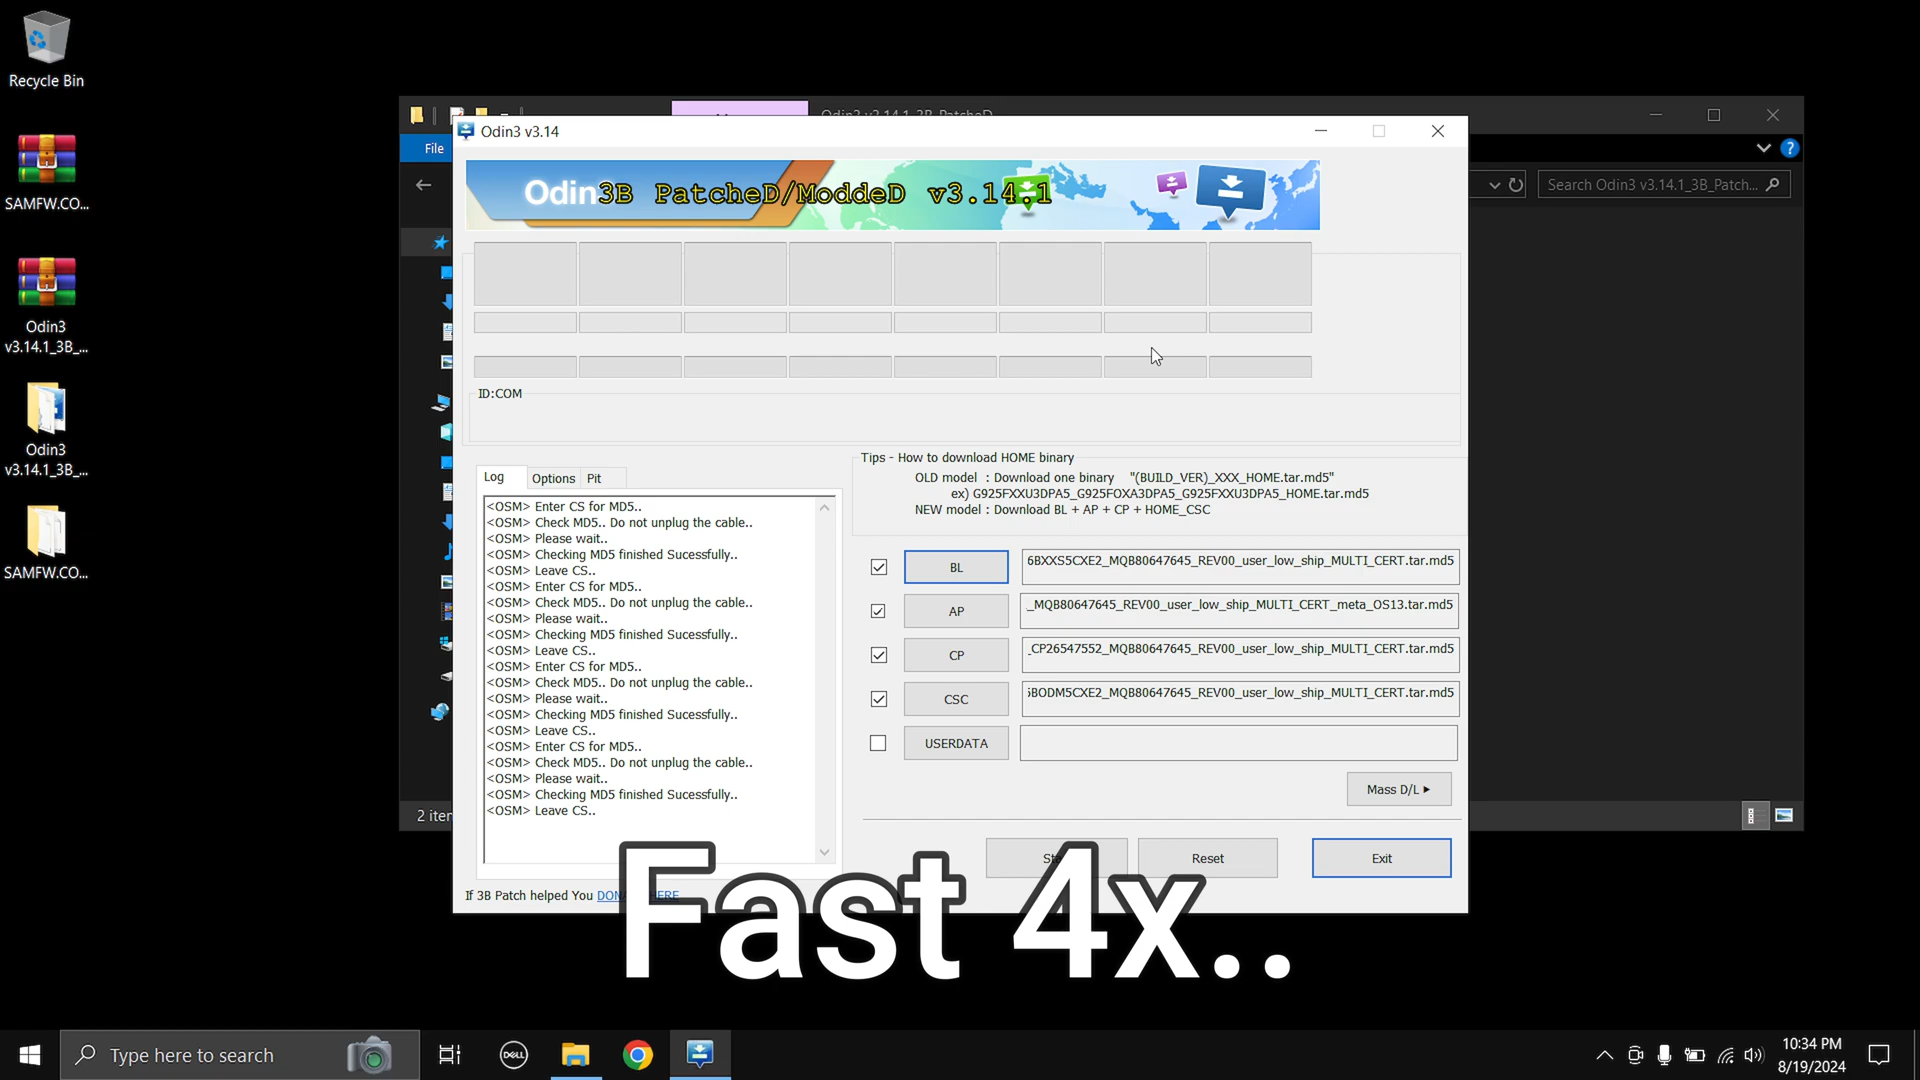 Recycle Bin
SAMFW.CO...
Odin3
v3.14.1_3B_...
Odin3
v3.14.1_3B_...
SAMFW.CO...
Odin3 v3.14.1_3B_PatcheD
File
Search Odin3 v3.14.1_3B_Patch...
2 item
Odin3 v3.14
Odin3B PatcheD/ModdeD v3.14.1
ID:COM
Log
Options
Pit
<OSM> Enter CS for MD5..
<OSM> Check MD5.. Do not unplug the cable..
<OSM> Please wait..
<OSM> Checking MD5 finished Sucessfully..
<OSM> Leave CS..
<OSM> Enter CS for MD5..
<OSM> Check MD5.. Do not unplug the cable..
<OSM> Please wait..
<OSM> Checking MD5 finished Sucessfully..
<OSM> Leave CS..
<OSM> Enter CS for MD5..
<OSM> Check MD5.. Do not unplug the cable..
<OSM> Please wait..
<OSM> Checking MD5 finished Sucessfully..
<OSM> Leave CS..
<OSM> Enter CS for MD5..
<OSM> Check MD5.. Do not unplug the cable..
<OSM> Please wait..
<OSM> Checking MD5 finished Sucessfully..
<OSM> Leave CS..
Tips - How to download HOME binary
OLD model : Download one binary "(BUILD_VER)_XXX_HOME.tar.md5"
ex) G925FXXU3DPA5_G925FOXA3DPA5_G925FXXU3DPA5_HOME.tar.md5
NEW model : Download BL + AP + CP + HOME_CSC
BL
6BXXS5CXE2_MQB80647645_REV00_user_low_ship_MULTI_CERT.tar.md5
AP
_MQB80647645_REV00_user_low_ship_MULTI_CERT_meta_OS13.tar.md5
CP
_CP26547552_MQB80647645_REV00_user_low_ship_MULTI_CERT.tar.md5
CSC
BODM5CXE2_MQB80647645_REV00_user_low_ship_MULTI_CERT.tar.md5
USERDATA
Mass D/L
Reset
Exit
If 3B Patch helped You DON HERE
Fast 4x..
Type here to search
DELL
10:34 PM
8/19/2024